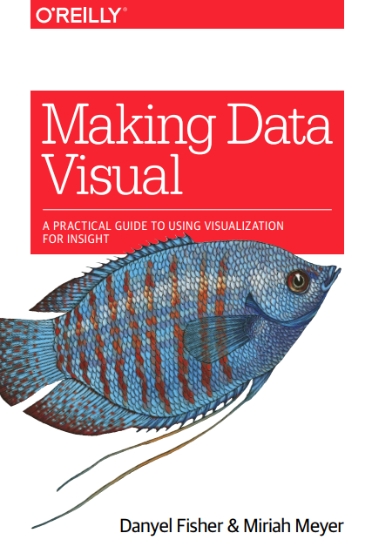 O'REILLY®
Making Data
Visual
A PRACTICAL GUIDE TO USING VISUALIZATION
FOR INSIGHT
Danyel Fisher & Miriah Meyer